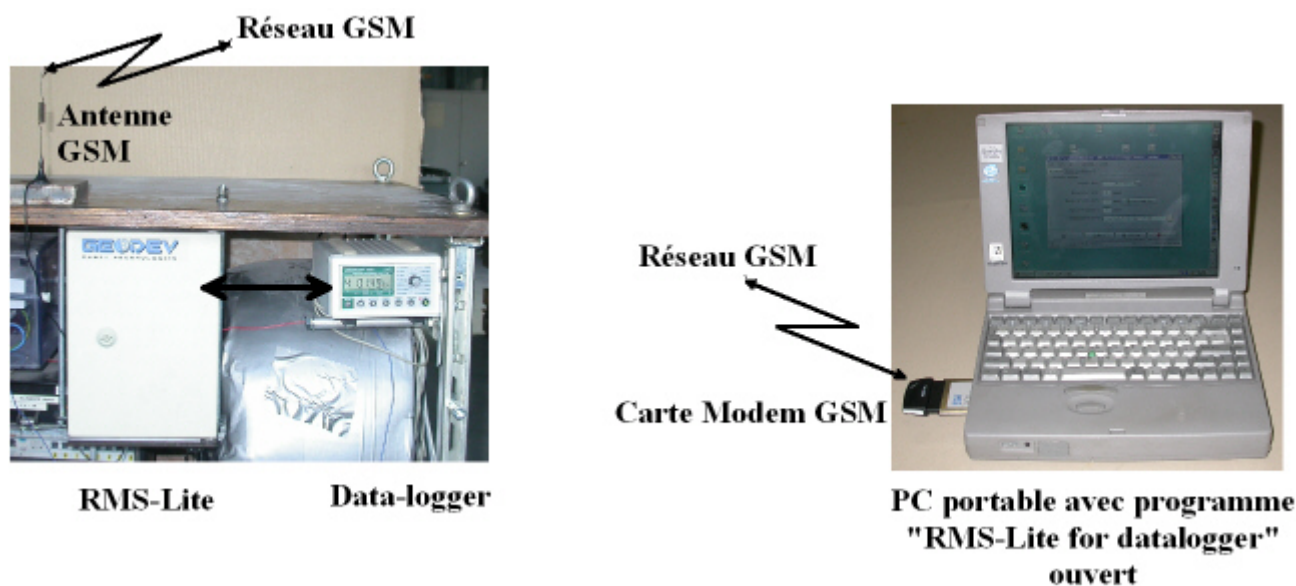 Réseau GSM
Antenne
GSM
GEODEV
RMS-Lite
Data-logger
Réseau GSM
Carte Modem GSM
PC portable avec programme
"RMS-Lite for datalogger"
ouvert